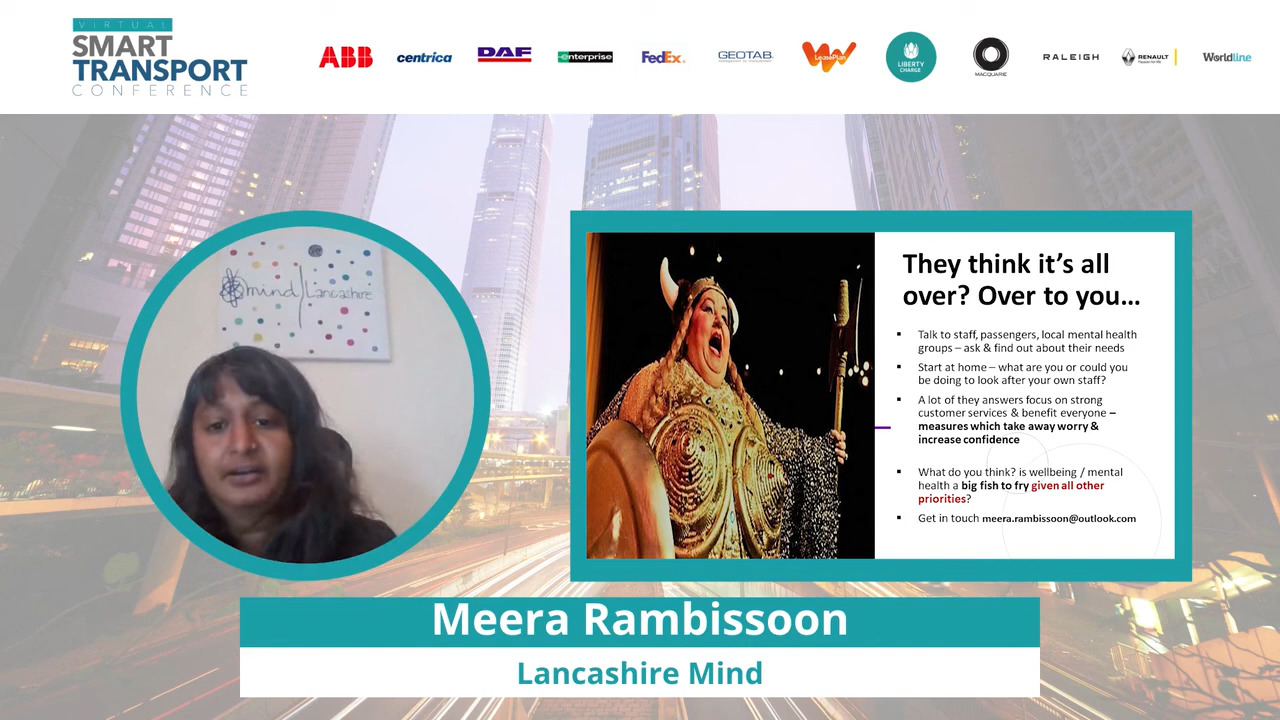 VIRTUAL
SMART
TRANSPORT
CONFERENCE
ABB
centrica
DAF
enterprise
FedEx
GEOTAB
LeasePlan
LIBERTY
CHARGE
MACQUARIE
RALEIGH
RENAULT
Worldline
mind Lancashire
They think it's all
over? Over to you...
▪ Talk to staff, passengers, local mental health
groups – ask & find out about their needs
▪ Start at home – what are you or could you
be doing to look after your own staff?
▪ A lot of they answers focus on strong
customer services & benefit everyone –
measures which take away worry &
increase confidence
▪ What do you think? is wellbeing / mental
health a big fish to fry given all other
priorities?
▪ Get in touch meera.rambissoon@outlook.com
Meera Rambissoon
Lancashire Mind